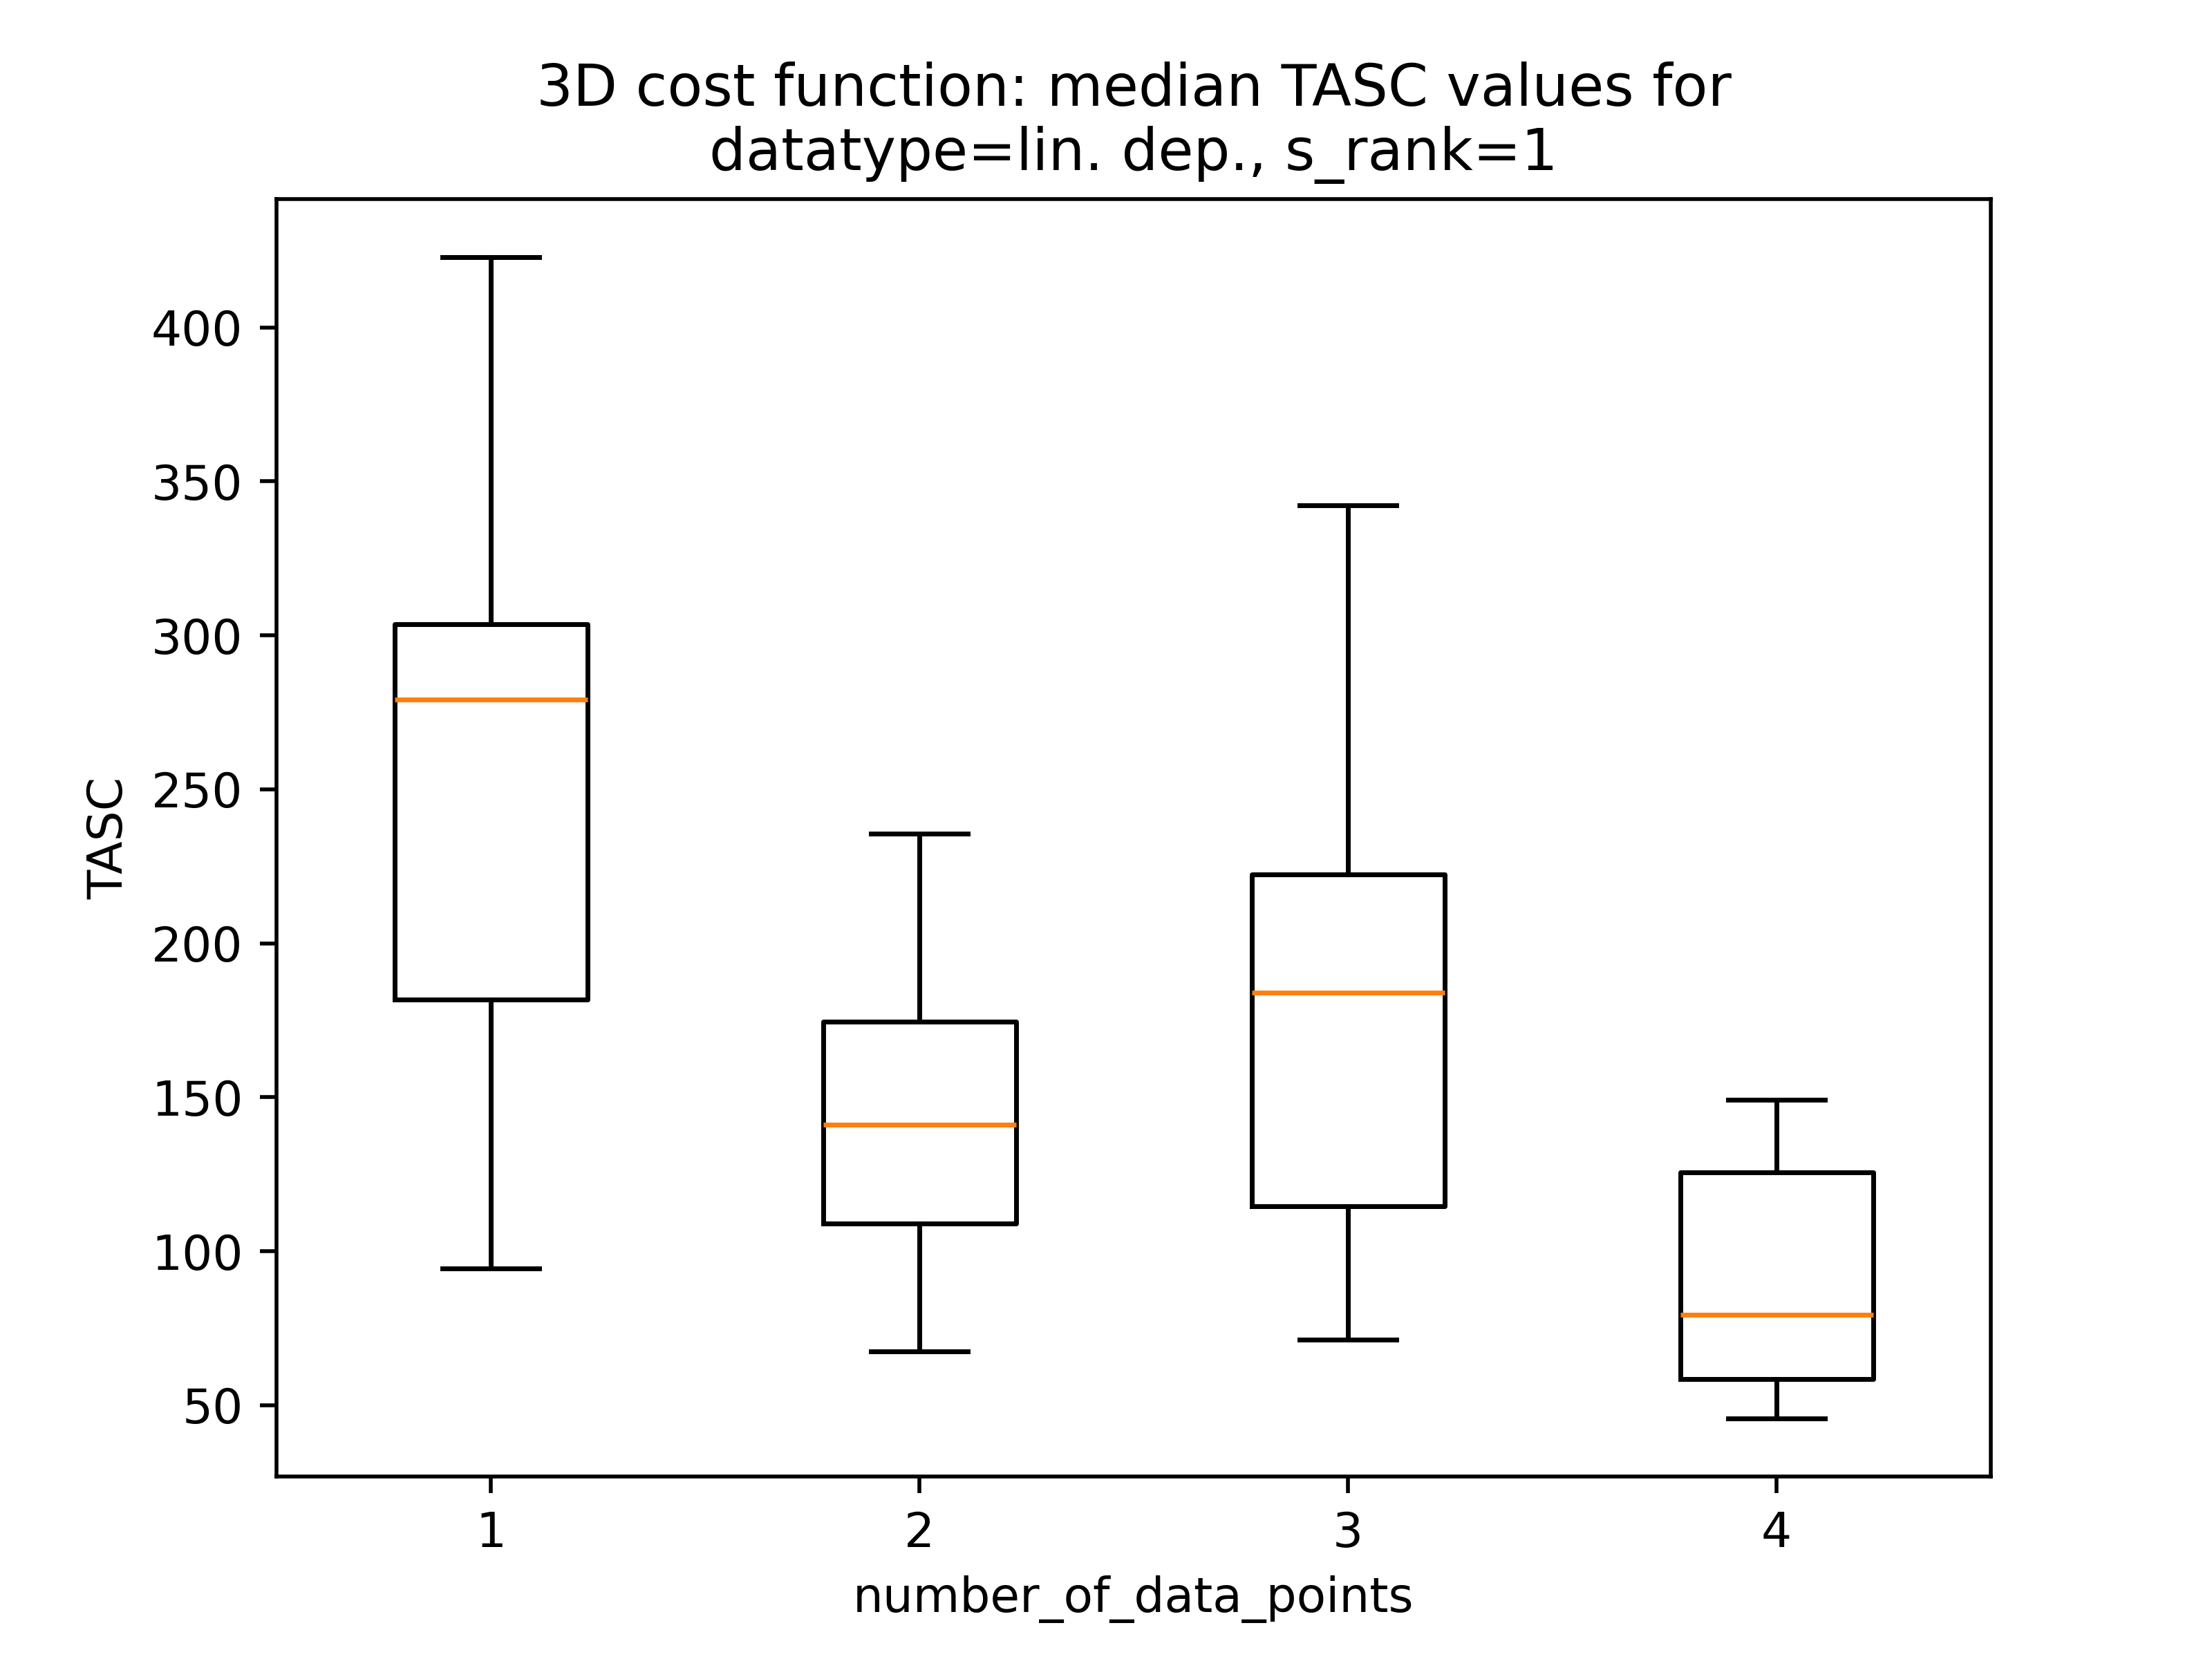 3D cost function: median TASC values for
datatype=lin. dep., s_rank=1
TASC
400
350
300
250
200
150
100
50
1 2 3 4
number_of_data_points